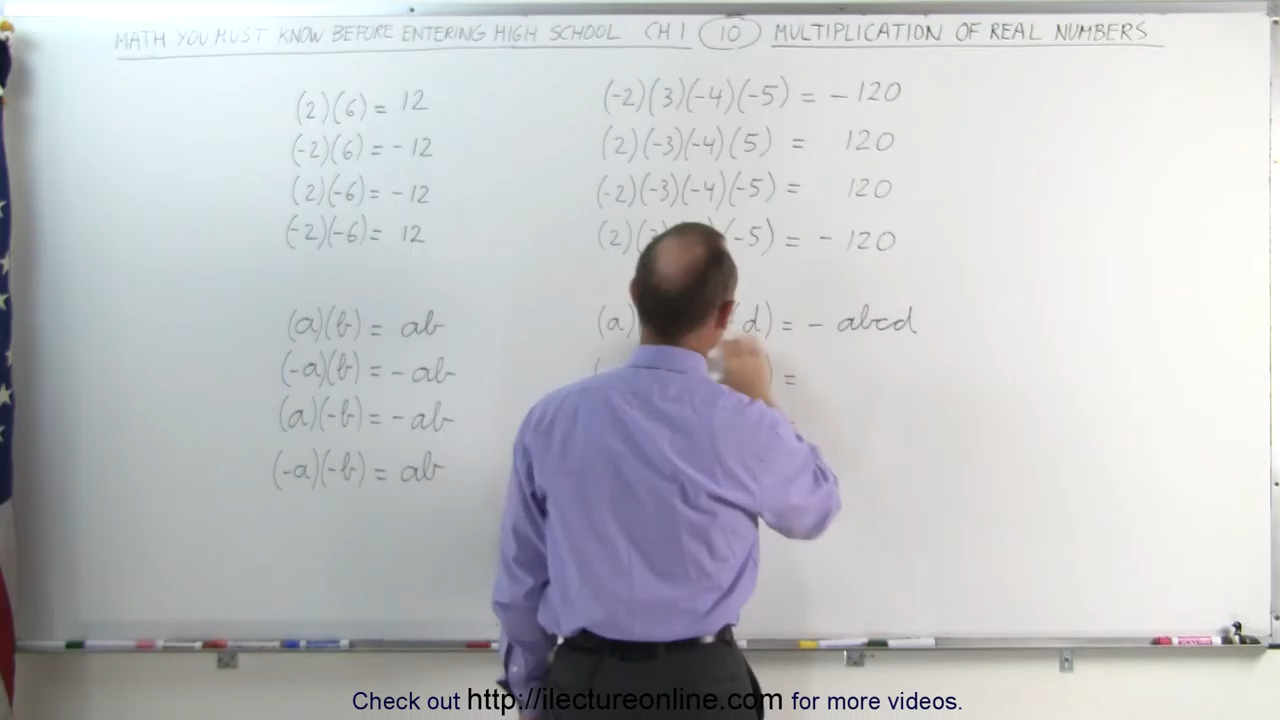 MATH YOU MUST KNOW BEFORE ENTERING HIGH SCHOOL CH 1 10 MULTIPLICATION OF REAL NUMBERS
(2)(6) = 12
(-2)(6) = -12
(2)(-6) = -12
(-2)(-6) = 12
(a)(b) = ab
(-a)(b) = -ab
(a)(-b) = -ab
(-a)(-b) = ab
(-2)(3)(-4)(-5) = -120
(2)(-3)(-4)(5) = 120
(-2)(-3)(-4)(-5) = 120
(2)( -5) = -120
(a) d) = -abcd
( ) =
Check out http://ilectureonline.com for more videos.